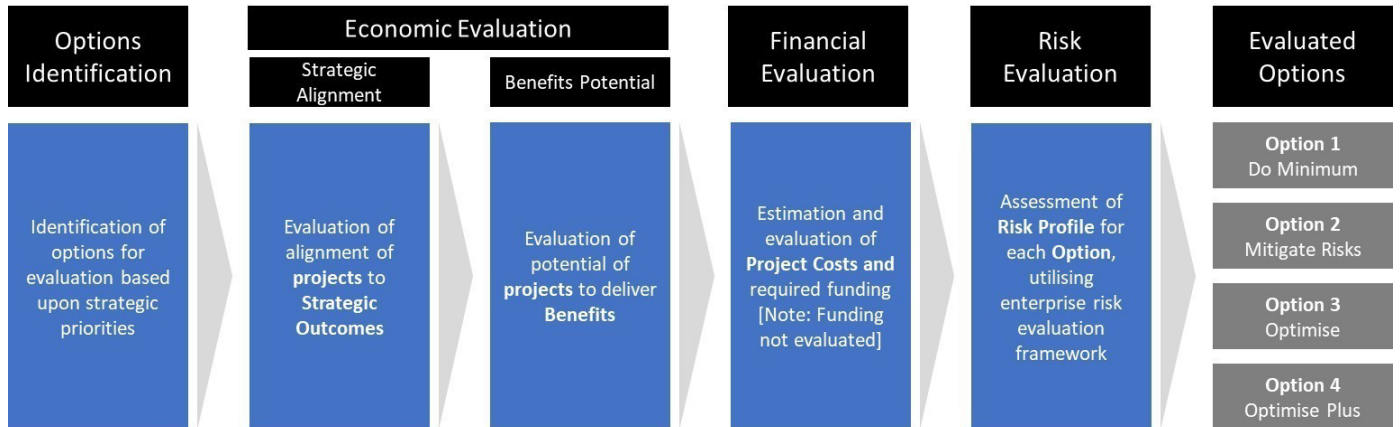 Options
Identification
Economic Evaluation
Strategic
Alignment
Benefits Potential
Financial
Evaluation
Risk
Evaluation
Evaluated
Options
Identification of
options for
evaluation based
upon strategic
priorities
Evaluation of
alignment of
projects to
Strategic
Outcomes
Evaluation of
potential of
projects to deliver
Benefits
Estimation and
evaluation of
Project Costs and
required funding
[Note: Funding
not evaluated]
Assessment of
Risk Profile for
each Option,
utilising
enterprise risk
evaluation
framework
Option 1
Do Minimum
Option 2
Mitigate Risks
Option 3
Optimise
Option 4
Optimise Plus